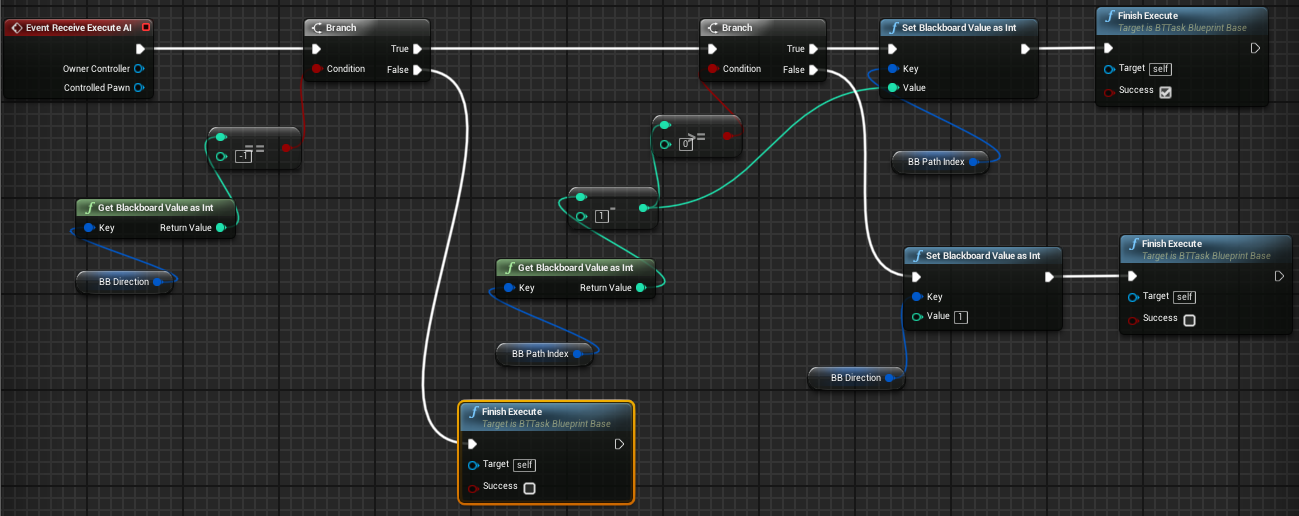 Event Receive Execute AI
Owner Controller
Controlled Pawn
Branch
True
Condition
False
==
-1
Get Blackboard Value as Int
Key
Return Value
BB Direction
Branch
True
Condition
False
>=
0
-
1
Get Blackboard Value as Int
Key
Return Value
BB Path Index
Set Blackboard Value as Int
Key
Value
BB Path Index
Finish Execute
Target is BTTask Blueprint Base
Target self
Success
Set Blackboard Value as Int
Key
Value 1
BB Direction
Finish Execute
Target is BTTask Blueprint Base
Target self
Success
Finish Execute
Target is BTTask Blueprint Base
Target self
Success